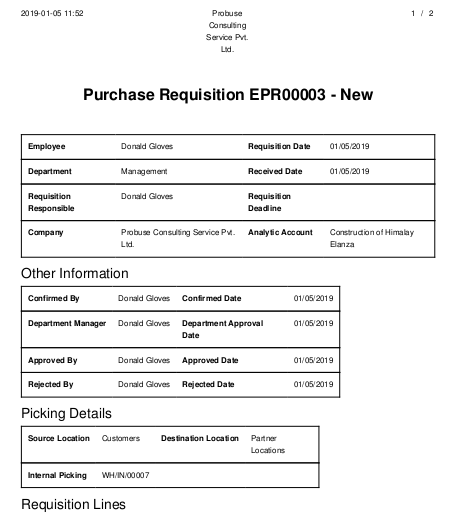 2019-01-05 11:52
Probuse
Consulting
Service Pvt.
Ltd.
1 / 2
Purchase Requisition EPR00003 - New
Employee Donald Gloves Requisition Date 01/05/2019
Department Management Received Date 01/05/2019
Requisition Responsible Donald Gloves Requisition Deadline
Company Probuse Consulting Service Pvt. Ltd. Analytic Account Construction of Himalay Elanza
Other Information
Confirmed By Donald Gloves Confirmed Date 01/05/2019
Department Manager Donald Gloves Department Approval Date 01/05/2019
Approved By Donald Gloves Approved Date 01/05/2019
Rejected By Donald Gloves Rejected Date 01/05/2019
Picking Details
Source Location Customers Destination Location Partner Locations
Internal Picking WH/IN/00007
Requisition Lines